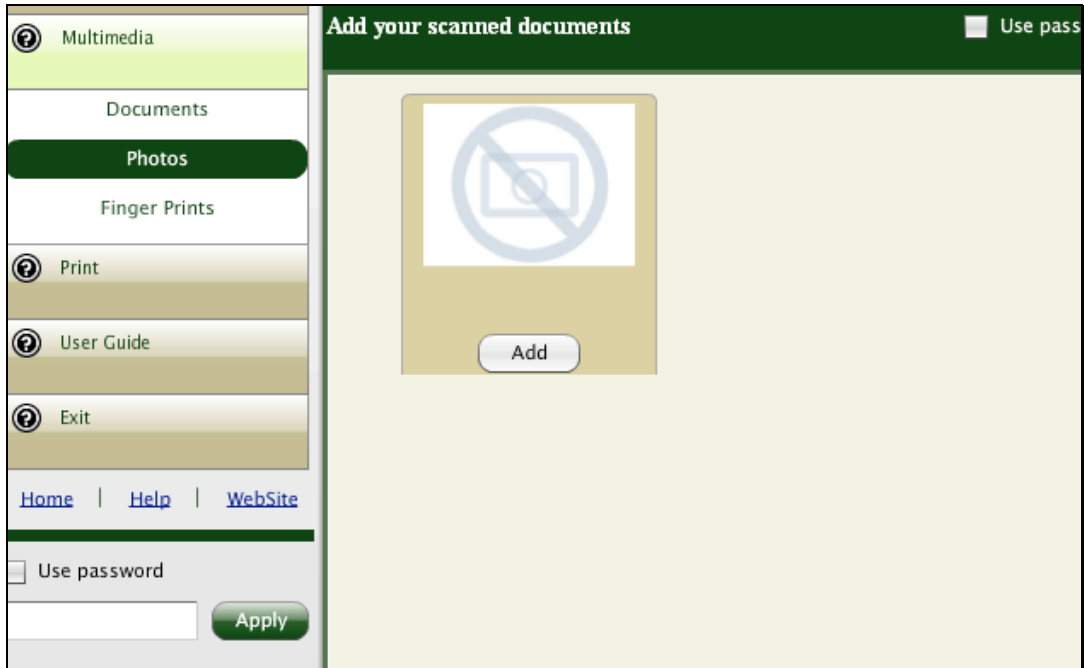 Multimedia
Documents
Photos
Finger Prints
Print
User Guide
Exit
Home | Help | WebSite
Use password
Apply
Add your scanned documents
Use pass
Add